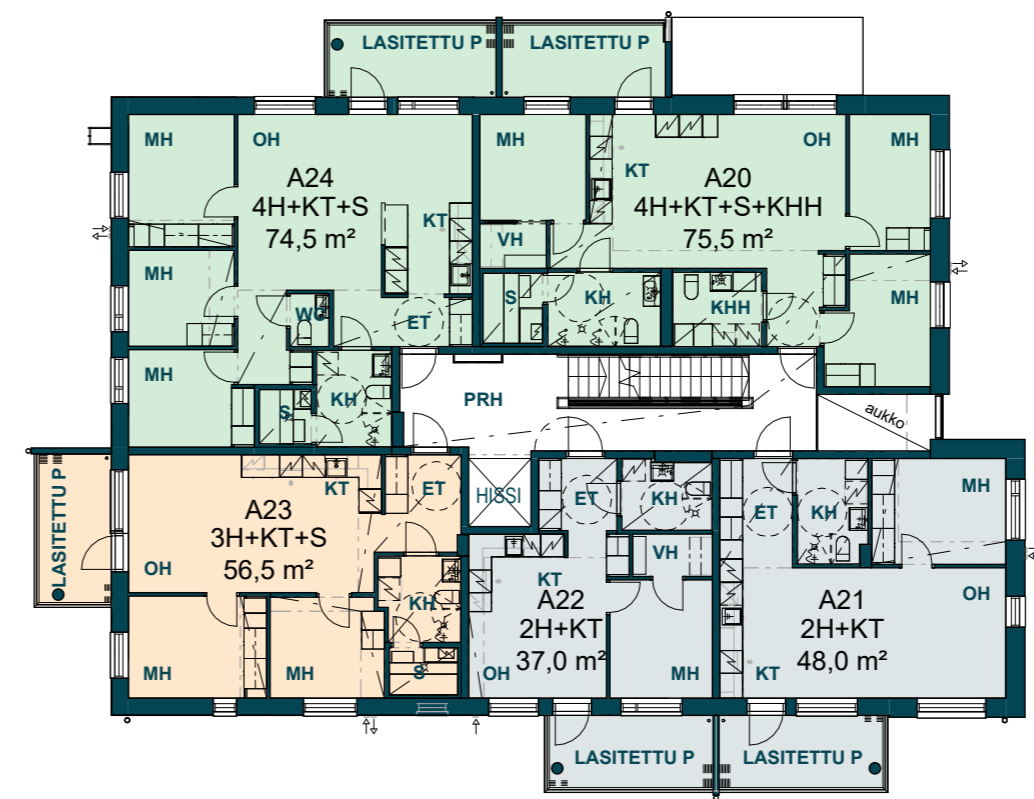 LASITETTU P
LASITETTU P
MH
OH
MH
OH
MH
KT
A24
4H+KT+S
74,5 m²
KT
A20
4H+KT+S+KHH
75,5 m²
VH
MH
S
KH
KHH
MH
WC
ET
MH
KH
S
PRH
aukko
LASITETTU P
KT
ET
HISSI
ET
KH
ET
KH
MH
A23
3H+KT+S
56,5 m²
OH
VH
KT
A22
2H+KT
37,0 m²
A21
2H+KT
48,0 m²
OH
KH
MH
MH
S
OH
MH
KT
LASITETTU P
LASITETTU P